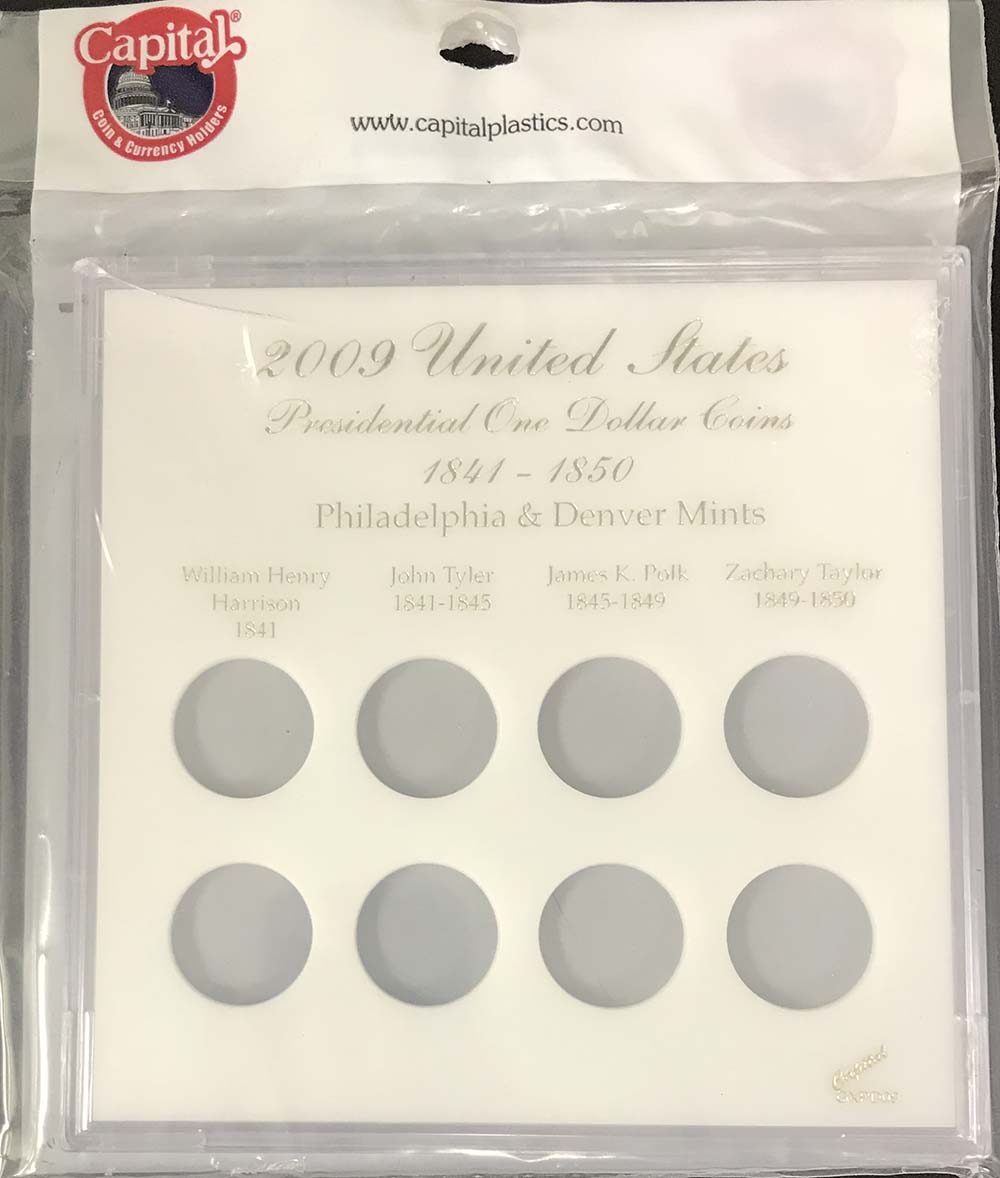 Capital®
Coin & Currency Holders
www.capitalplastics.com
2009 United States
Presidential One Dollar Coins
1841 - 1850
Philadelphia & Denver Mints
William Henry
Harrison
1841
John Tyler
1841-1845
James K. Polk
1845-1849
Zachary Taylor
1849-1850
Capital